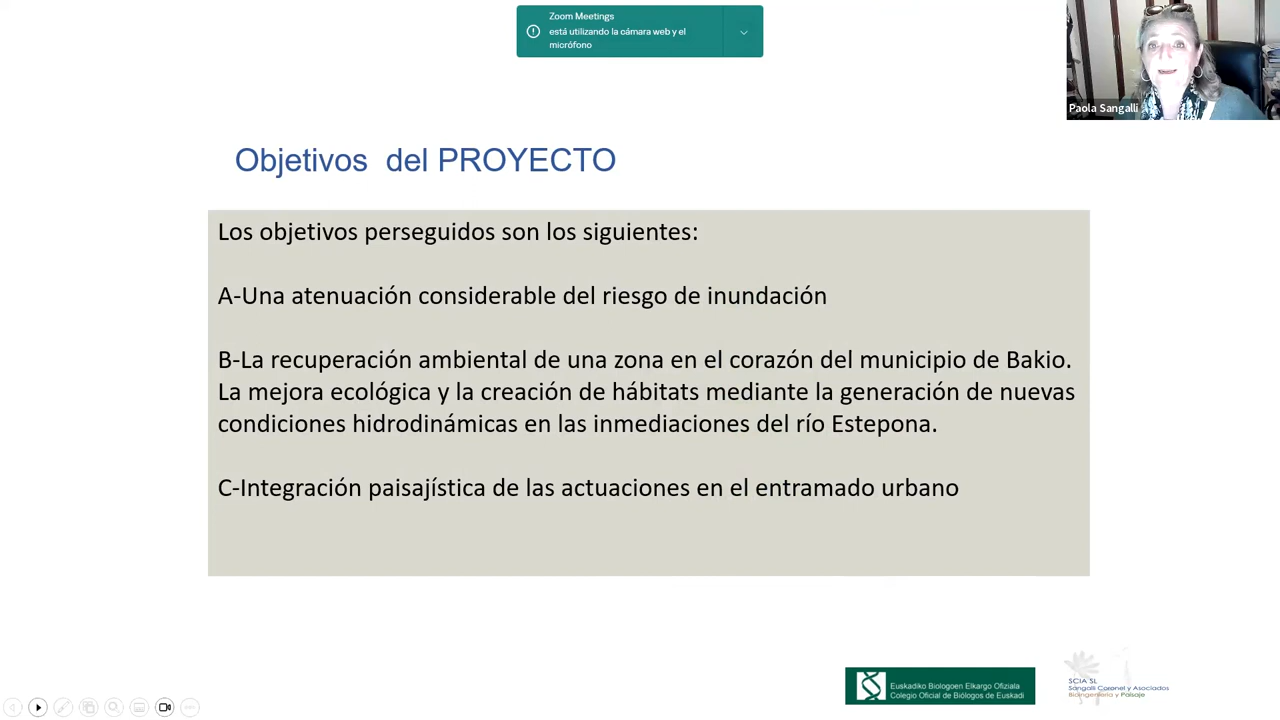 Zoom Meetings
está utilizando la cámara web y el
micrófono
Paola Sangalli
Objetivos del PROYECTO
Los objetivos perseguidos son los siguientes:
A-Una atenuación considerable del riesgo de inundación
B-La recuperación ambiental de una zona en el corazón del municipio de Bakio.
La mejora ecológica y la creación de hábitats mediante la generación de nuevas
condiciones hidrodinámicas en las inmediaciones del río Estepona.
C-Integración paisajística de las actuaciones en el entramado urbano
Euskadiko Biologoen Elkargo Ofiziala
Colegio Oficial de Biólogos de Euskadi
SCIA SL
Sangalli Coronel y Asociados
Bioingeniería y Paisaje